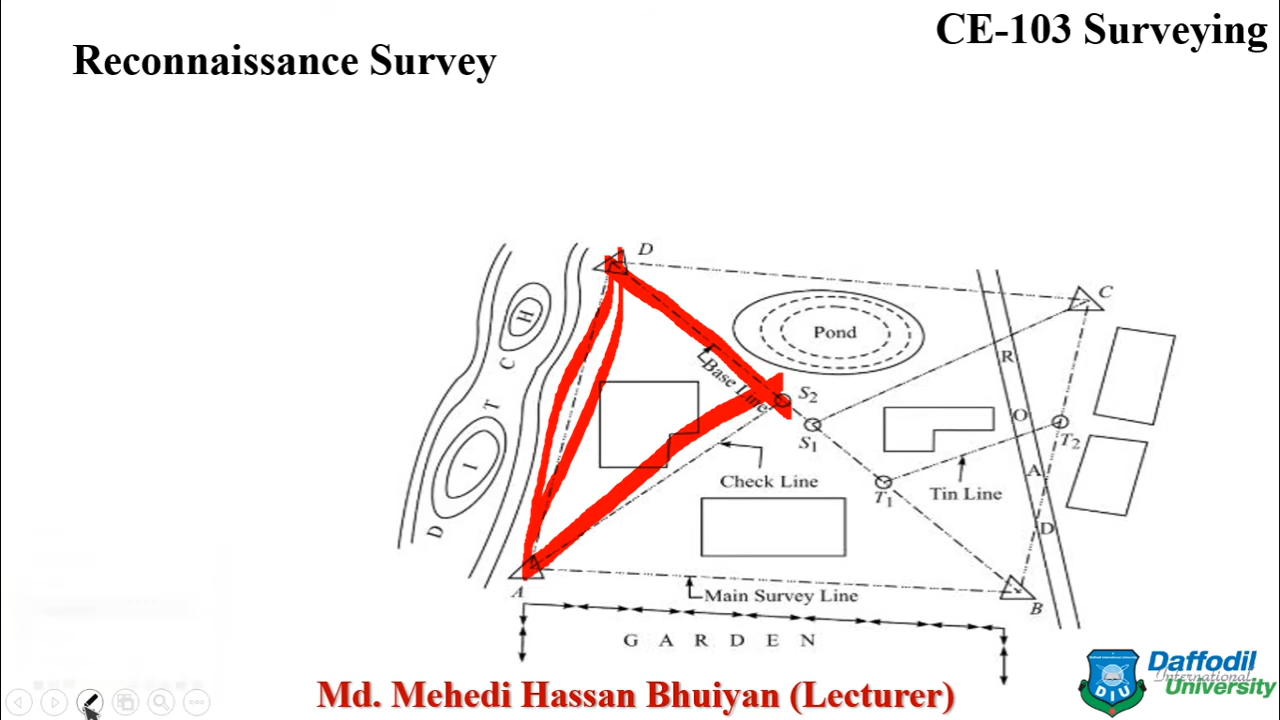 CE-103 Surveying
Reconnaissance Survey
D
C
H
Pond
R
C
Base Line
S2
T
S1
O
T2
I
Check Line
A
T1
Tin Line
D
D
A
Main Survey Line
B
GARDEN
Md. Mehedi Hassan Bhuiyan (Lecturer)
DIU
Daffodil
International
University